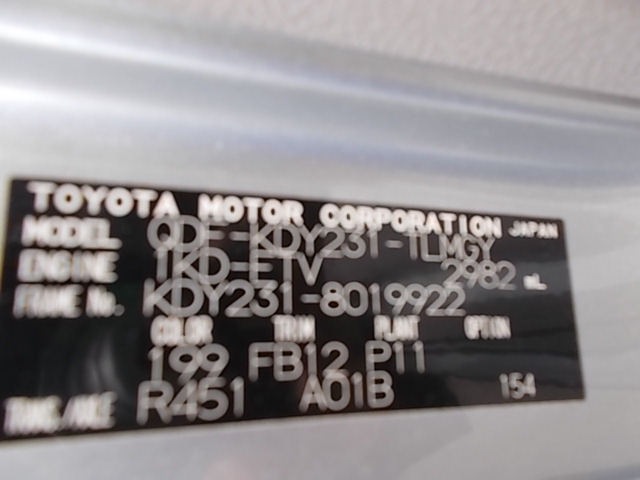 TOYOTA MOTOR CORPORATION JAPAN
MODEL QDF-KDY231-TLMGY
ENGINE 1KD-FTV 2982 mL
FRAME No. KDY231-8019922
COLOR TRIM PLANT OPTION
199 FB12 P11
TRANS./AXLE R451 A01B 154